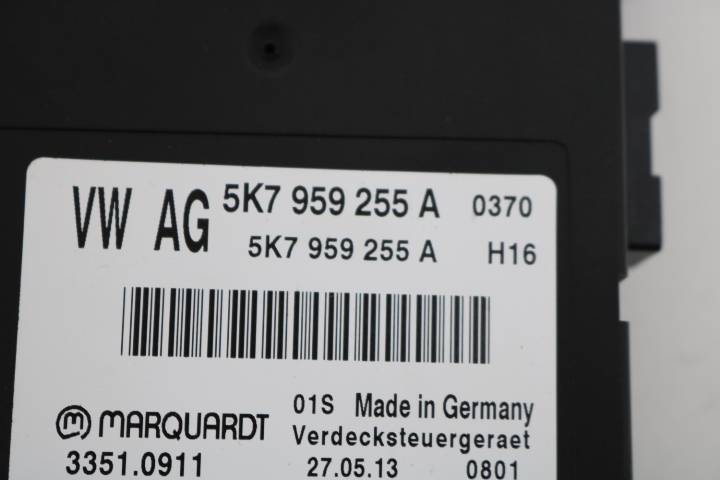 VW AG 5K7 959 255 A 0370
5K7 959 255 A H16
01S Made in Germany
MARQUARDT Verdecksteuergeraet
3351.0911 27.05.13 0801